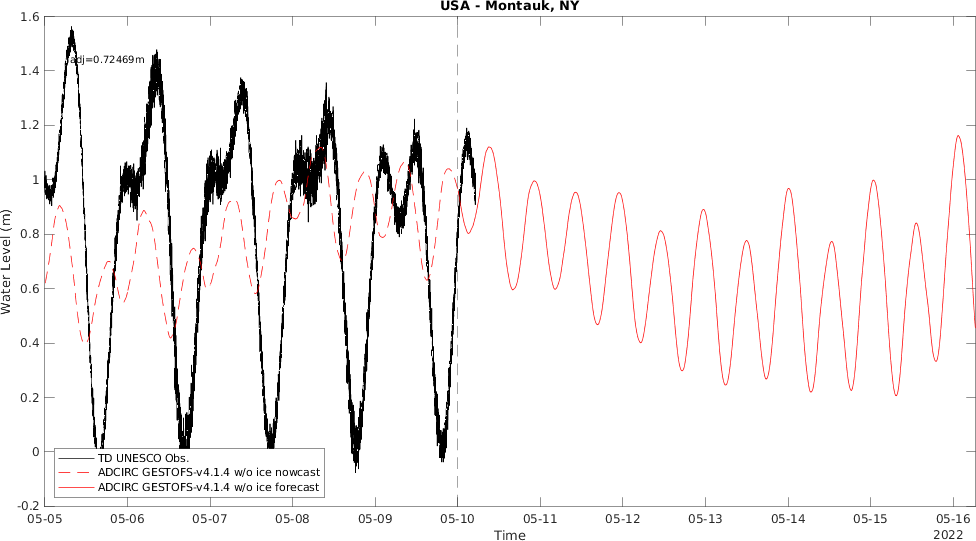 USA - Montauk, NY
1.6
1.4
1.2
1
0.8
0.6
0.4
0.2
0
-0.2
Water Level (m)
adj=0.72469m
TD UNESCO Obs.
ADCIRC GESTOFS-v4.1.4 w/o ice nowcast
ADCIRC GESTOFS-v4.1.4 w/o ice forecast
05-05 05-06 05-07 05-08 05-09 05-10 05-11 05-12 05-13 05-14 05-15 05-16
Time
2022